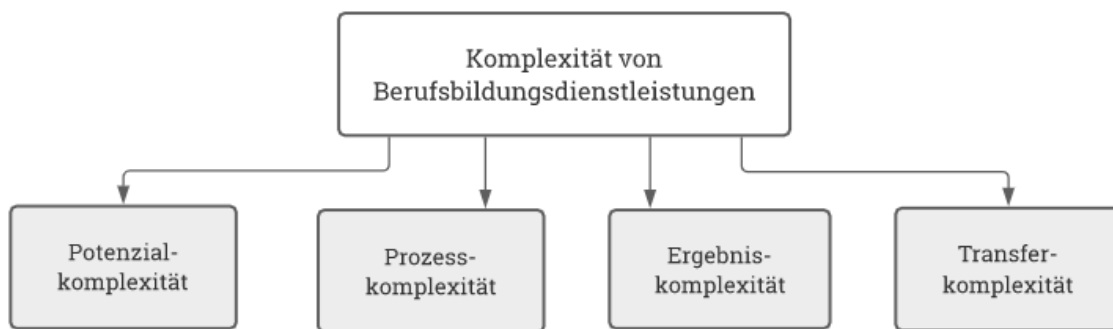 Komplexität von
Berufsbildungsdienstleistungen
Potenzial-
komplexität
Prozess-
komplexität
Ergebnis-
komplexität
Transfer-
komplexität